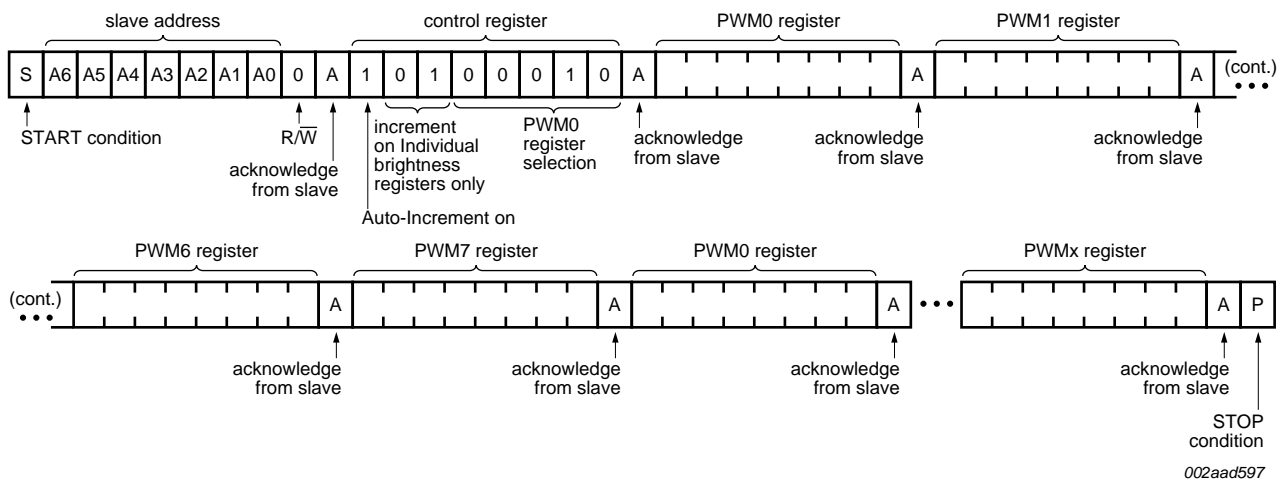 slave address control register PWM0 register PWM1 register
S A6 A5 A4 A3 A2 A1 A0 0 A 1 0 1 0 0 0 1 0 A A A (cont.)
START condition
R/W̅
acknowledge
from slave
increment
on Individual
brightness
registers only
Auto-Increment on
PWM0
register
selection
acknowledge
from slave
acknowledge
from slave
acknowledge
from slave
PWM6 register PWM7 register PWM0 register PWMx register
(cont.) A A A A P
acknowledge
from slave
acknowledge
from slave
acknowledge
from slave
acknowledge
from slave
STOP
condition
002aad597